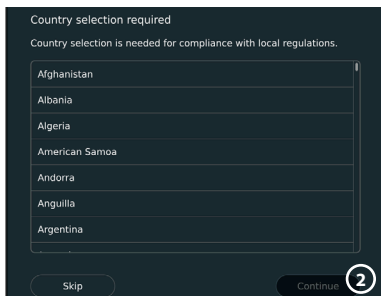 Country selection required
Country selection is needed for compliance with local regulations.
Afghanistan
Albania
Algeria
American Samoa
Andorra
Anguilla
Argentina
Skip
Continue
2